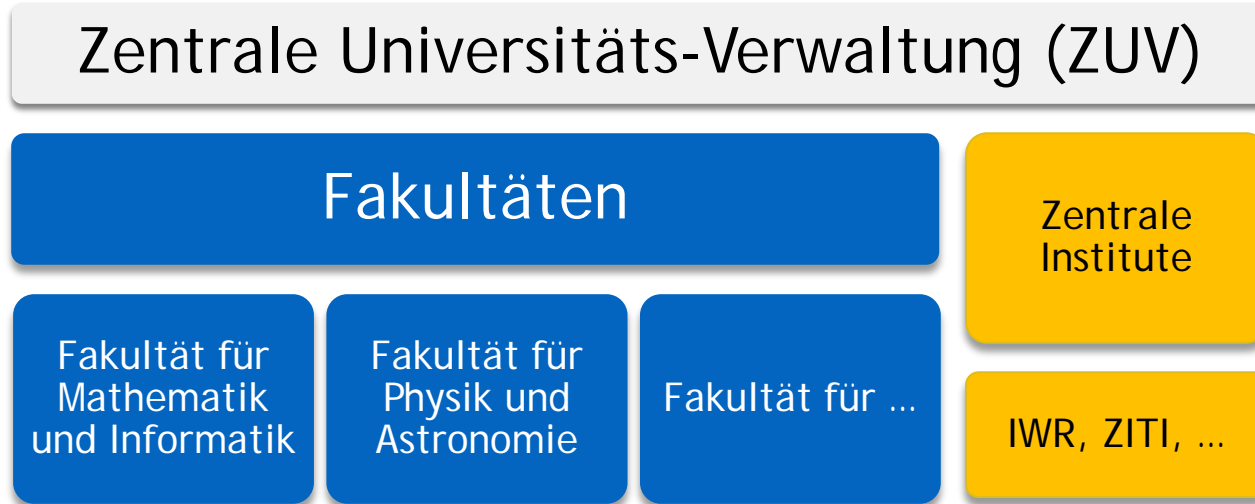 Zentrale Universitäts-Verwaltung (ZUV)
Fakultäten
Zentrale
Institute
Fakultät für
Mathematik
und Informatik
Fakultät für
Physik und
Astronomie
Fakultät für ...
IWR, ZITI, ...